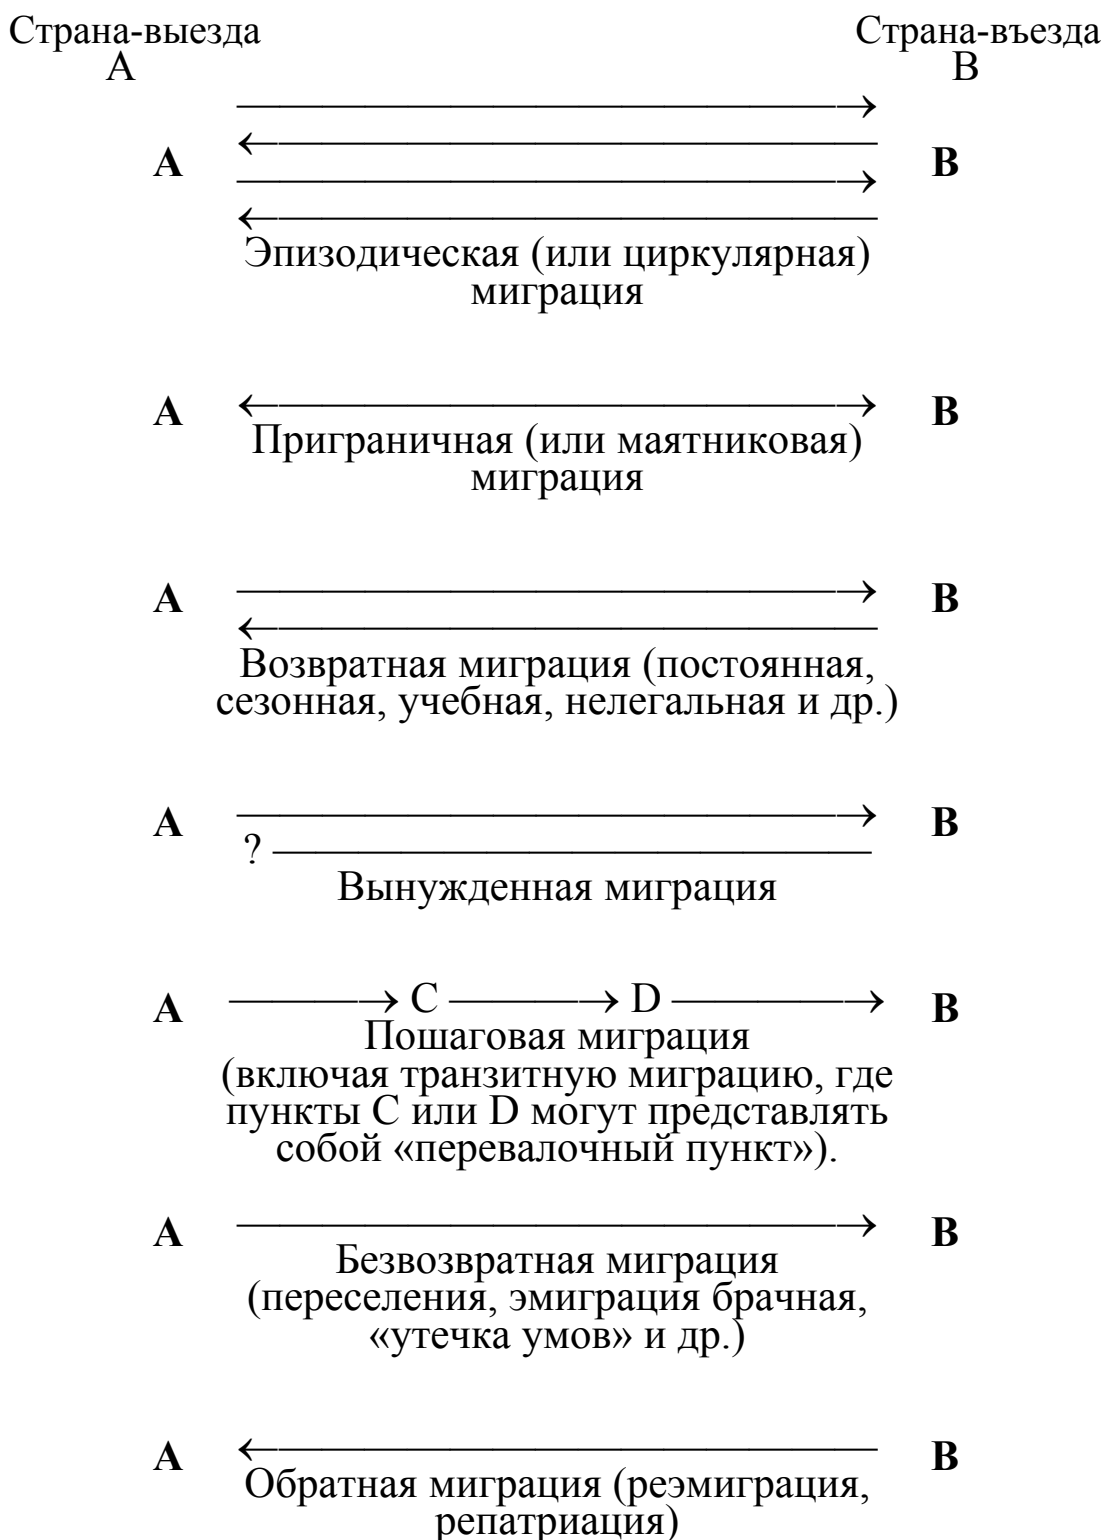 Страна-выезда Страна-въезда
А В
А В
Эпизодическая (или циркулярная)
миграция
А В
Приграничная (или маятниковая)
миграция
А В
Возвратная миграция (постоянная,
сезонная, учебная, нелегальная и др.)
А В
?
Вынужденная миграция
А С D В
Пошаговая миграция
(включая транзитную миграцию, где
пункты С или D могут представлять
собой «перевалочный пункт»).
А В
Безвозвратная миграция
(переселения, эмиграция брачная,
«утечка умов» и др.)
А В
Обратная миграция (реэмиграция,
репатриация)